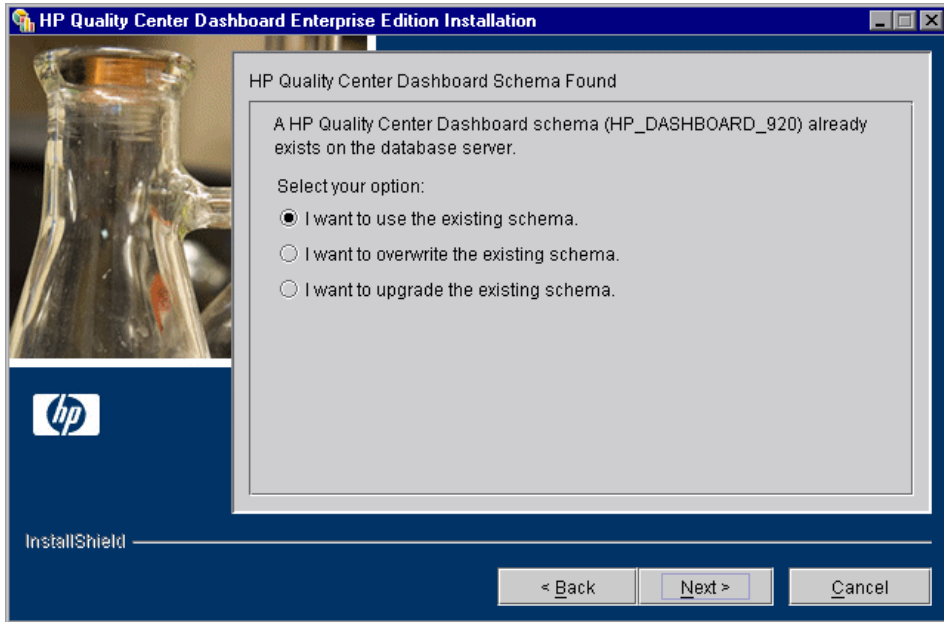 HP Quality Center Dashboard Enterprise Edition Installation
HP Quality Center Dashboard Schema Found
A HP Quality Center Dashboard schema (HP_DASHBOARD_920) already
exists on the database server.
Select your option:
I want to use the existing schema.
I want to overwrite the existing schema.
I want to upgrade the existing schema.
hp
InstallShield
< Back
Next >
Cancel